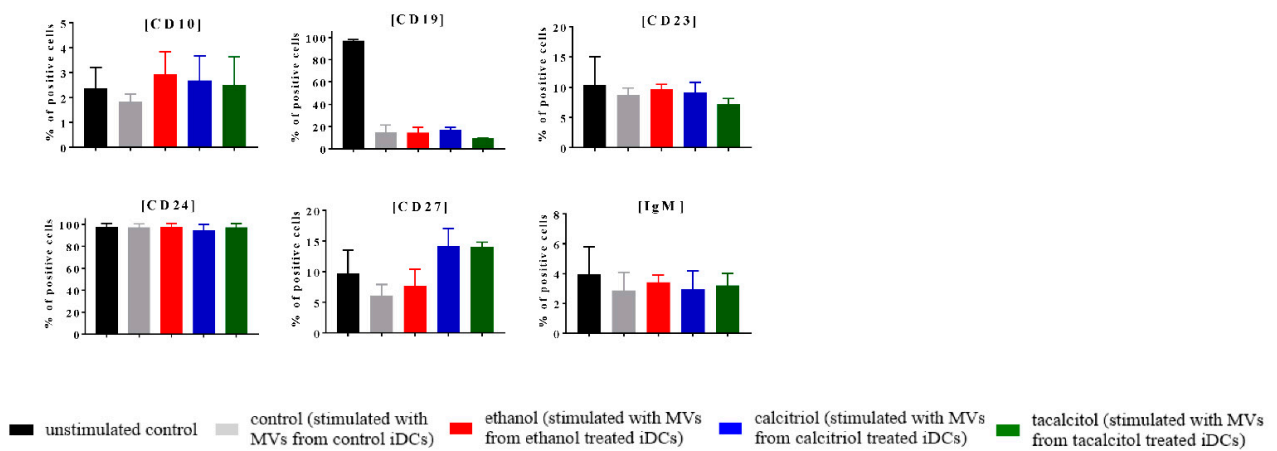 [CD10]
% of positive cells
5
4
3
2
1
0
[CD19]
% of positive cells
100
80
60
40
20
0
[CD23]
% of positive cells
20
15
10
5
0
[CD24]
% of positive cells
100
80
60
40
20
0
[CD27]
% of positive cells
20
15
10
5
0
[IgM]
% of positive cells
8
6
4
2
0
unstimulated control
control (stimulated with
MVs from control iDCs)
ethanol (stimulated with MVs
from ethanol treated iDCs)
calcitriol (stimulated with MVs
from calcitriol treated iDCs)
tacalcitol (stimulated with MVs
from tacalcitol treated iDCs)